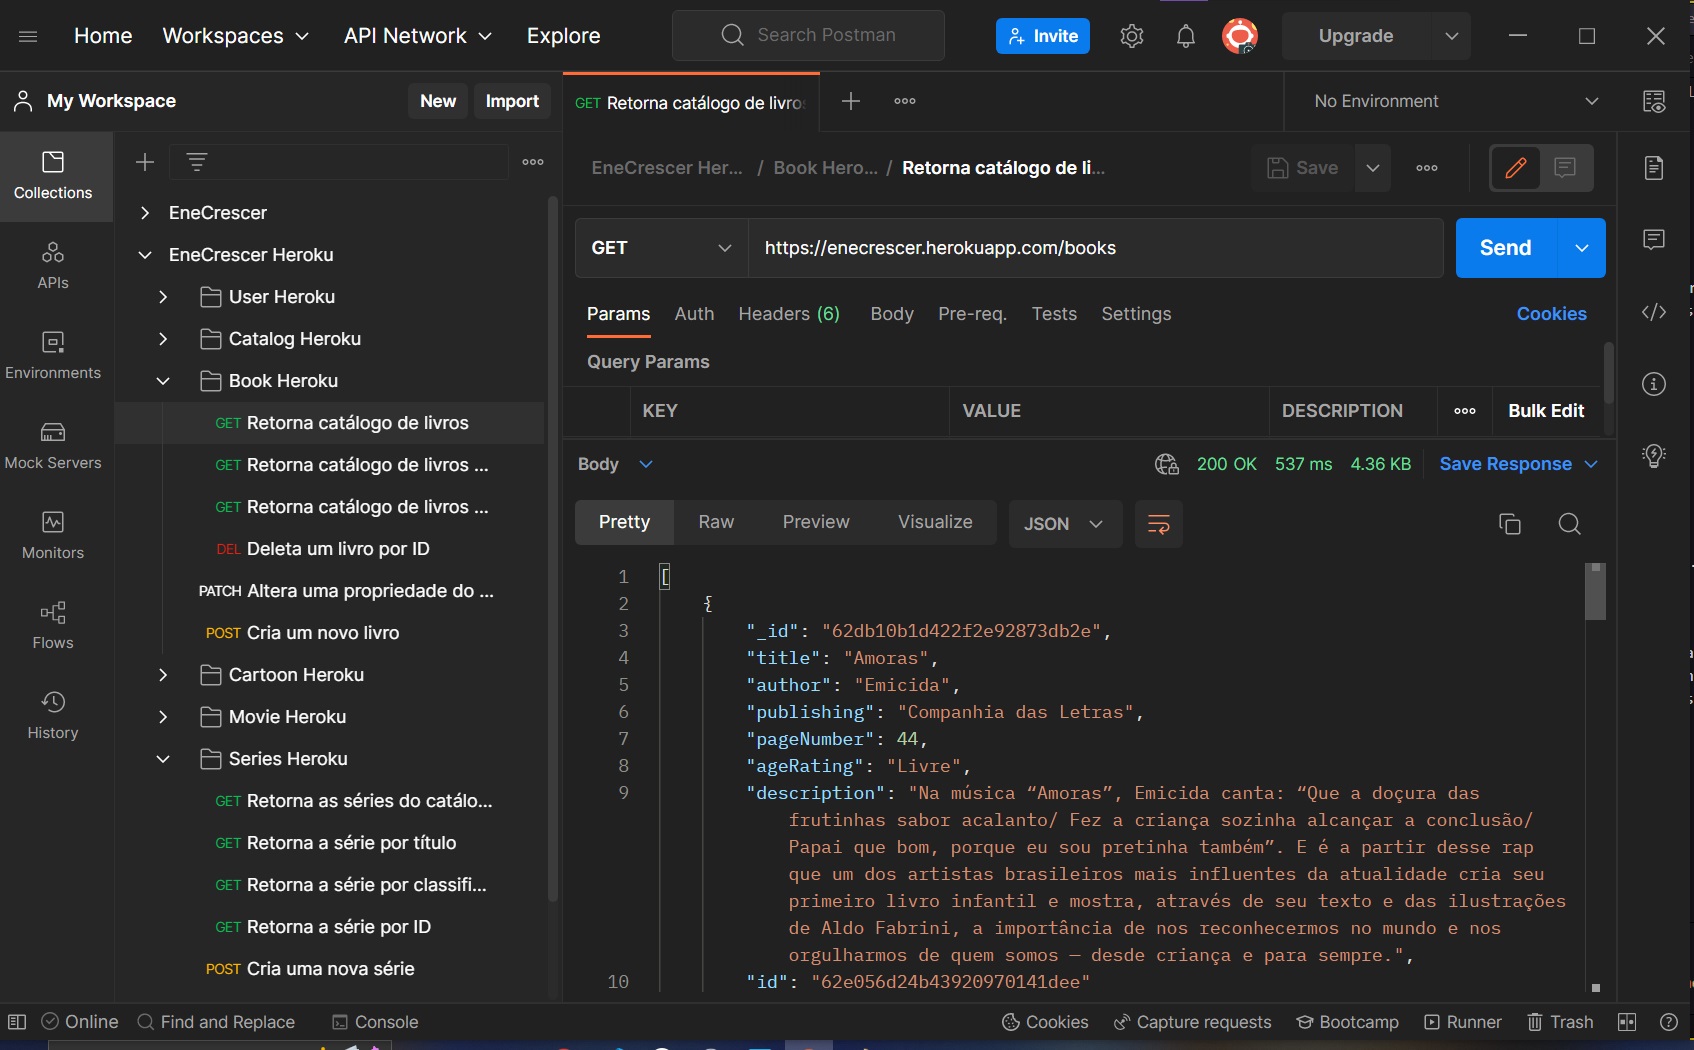 Home Workspaces API Network Explore Search Postman Invite Upgrade
My Workspace New Import
GET Retorna catálogo de livros
No Environment
Collections
APIs
Environments
Mock Servers
Monitors
Flows
History
EneCrescer
EneCrescer Heroku
User Heroku
Catalog Heroku
Book Heroku
GET Retorna catálogo de livros
GET Retorna catálogo de livros ...
GET Retorna catálogo de livros ...
DEL Deleta um livro por ID
PATCH Altera uma propriedade do ...
POST Cria um novo livro
Cartoon Heroku
Movie Heroku
Series Heroku
GET Retorna as séries do catálo...
GET Retorna a série por título
GET Retorna a série por classifi...
GET Retorna a série por ID
POST Cria uma nova série
EneCrescer Her... / Book Hero... / Retorna catálogo de li...
Save
GET https://enecrescer.herokuapp.com/books Send
Params Auth Headers (6) Body Pre-req. Tests Settings Cookies
Query Params
KEY VALUE DESCRIPTION Bulk Edit
Body 200 OK 537 ms 4.36 KB Save Response
Pretty Raw Preview Visualize JSON
1 [
2 {
3 "_id": "62db10b1d422f2e92873db2e",
4 "title": "Amoras",
5 "author": "Emicida",
6 "publishing": "Companhia das Letras",
7 "pageNumber": 44,
8 "ageRating": "Livre",
9 "description": "Na música “Amoras”, Emicida canta: “Que a doçura das
frutinhas sabor acalanto/ Fez a criança sozinha alcançar a conclusão/
Papai que bom, porque eu sou pretinha também”. E é a partir desse rap
que um dos artistas brasileiros mais influentes da atualidade cria seu
primeiro livro infantil e mostra, através de seu texto e das ilustrações
de Aldo Fabrini, a importância de nos reconhecermos no mundo e nos
orgulharmos de quem somos — desde criança e para sempre.",
10 "id": "62e056d24b43920970141dee"
Online Find and Replace Console Cookies Capture requests Bootcamp Runner Trash